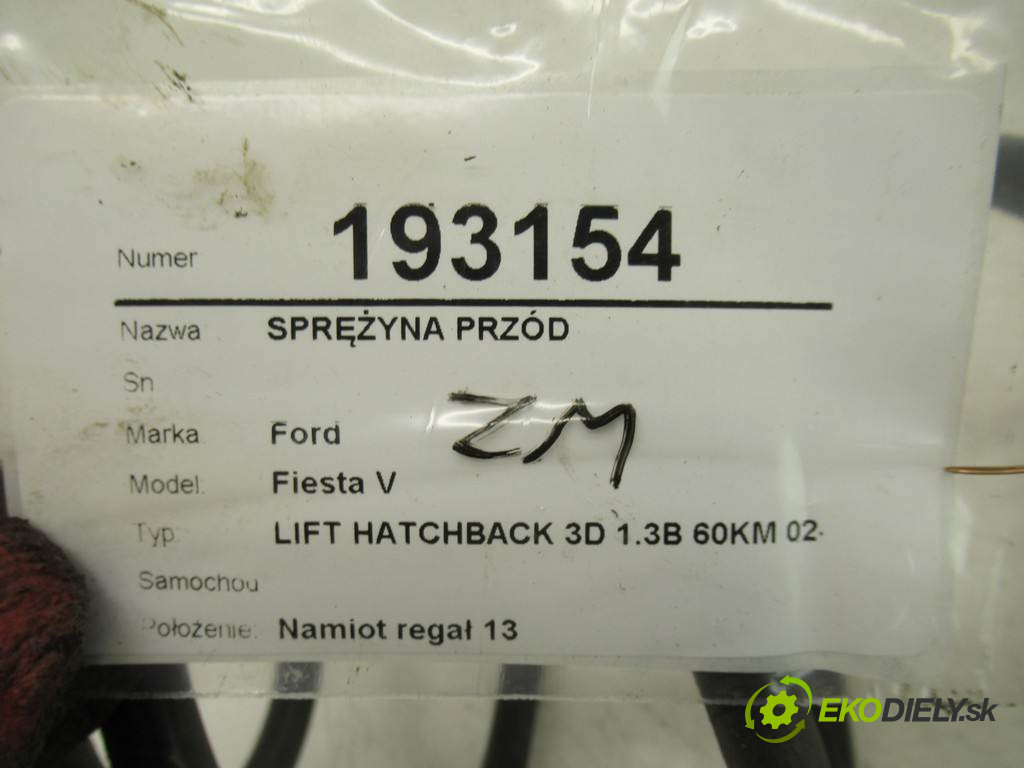 Numer 193154
Nazwa SPRĘŻYNA PRZÓD
Sn
ZM
Marka Ford
Model. Fiesta V
Typ. LIFT HATCHBACK 3D 1.3B 60KM 02-
Samochou
Położenie: Namiot regał 13
EKODIELY.sk